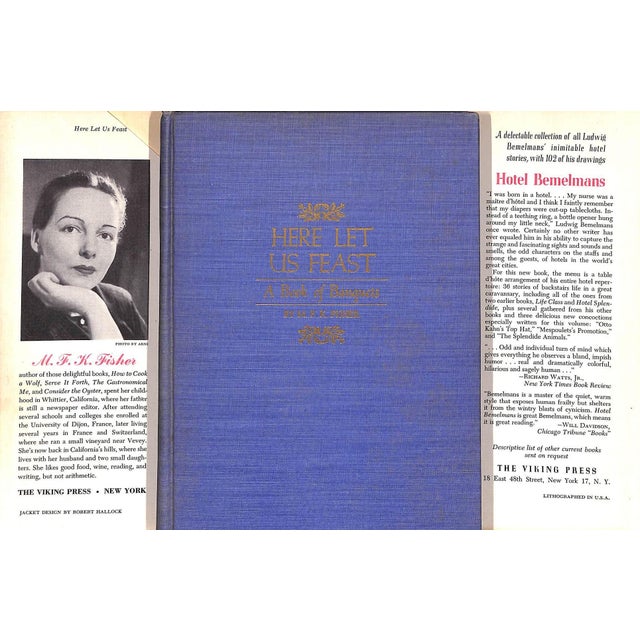 Here Let Us Feast
PHOTO BY
M. F. K. Fisher
author of those delightful books, How to Cook
a Wolf, Serve It Forth, The Gastronomical
Me, and Consider the Oyster, spent her child-
hood in Whittier, California, where her father
is still a newspaper editor. After attending
several schools and colleges she enrolled at
the University of Dijon, France, later living
several years in France and Switzerland,
where she ran a small vineyard near Vevey.
She's now back in California's hills, where she
lives with her husband and two small daugh-
ters. She likes good food, wine, reading, and
writing, but not arithmetic.
THE VIKING PRESS • NEW YORK
JACKET DESIGN BY ROBERT HALLOCK
HERE LET
US FEAST
A Book of Banquets
BY M. F. K. FISHER
A delectable collection of all Ludwig
Bemelmans' inimitable hotel
stories, with 102 of his drawings
Hotel Bemelmans
"I was born in a hotel. . . . My nurse was a
maître d'hôtel and I think I faintly remember
that my diapers were cut-up tablecloths. In-
stead of a teething ring, a bottle opener hung
around my little neck," Ludwig Bemelmans
once wrote. Certainly no other writer has
ever equaled him in his ability to capture the
strange and fascinating sights and sounds and
smells, the odd characters on the staffs and
among the guests, of hotels in the world's
great cities.
For this new book, the menu is a table
d'hôte arrangement of his entire hotel reper-
toire: 36 stories of backstairs life in a great
caravansary, including all of the ones from
two earlier books, Life Class and Hotel Splen-
dide, plus several gathered from his other
books and three delicious new concoctions
especially written for this volume: "Otto
Kahn's Top Hat," "Mespoulets's Promotion,"
and "The Splendide Animals."
". . . Odd and individual turn of mind which
gives everything he observes a bland, impish
humor . . . real and dramatically colorful,
hilarious and sagely human . . ."
—RICHARD WATTS, JR.,
New York Times Book Review
"Bemelmans is a master of the quiet, warm
style that exposes human frailty but shelters
it from the wintry blasts of cynicism. Hotel
Bemelmans is great Bemelmans, which means
it is great reading."
—WILL DAVIDSON,
Chicago Tribune "Books"
Descriptive list of other current books
sent on request
THE VIKING PRESS
18 East 48th Street, New York 17, N. Y.
LITHOGRAPHED IN U.S.A.